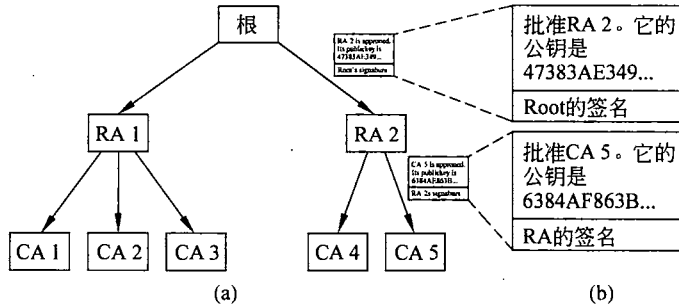 根
RA 1
RA 2
CA 1
CA 2
CA 3
CA 4
CA 5
RA 2 is approved.
Its public key is
47383AE349...
Root's signature
CA 5 is approved.
Its public key is
6384AF863B...
RA 2's signature
批准RA 2。它的
公钥是
47383AE349...
Root的签名
批准CA 5。它的
公钥是
6384AF863B...
RA的签名
(a)
(b)